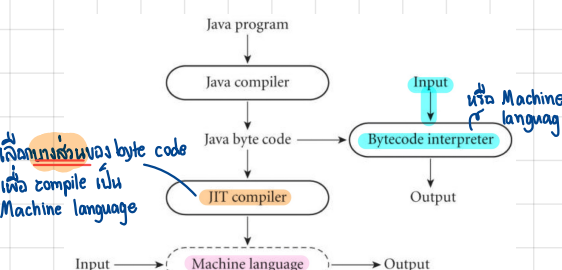 Java program
Java compiler
Input
หรือ Machine
languag
Java byte code
Bytecode interpreter
เลือกบางส่วนของ byte code
เพื่อ compile เป็น
Machine language
JIT compiler
Output
Input
Machine language
Output